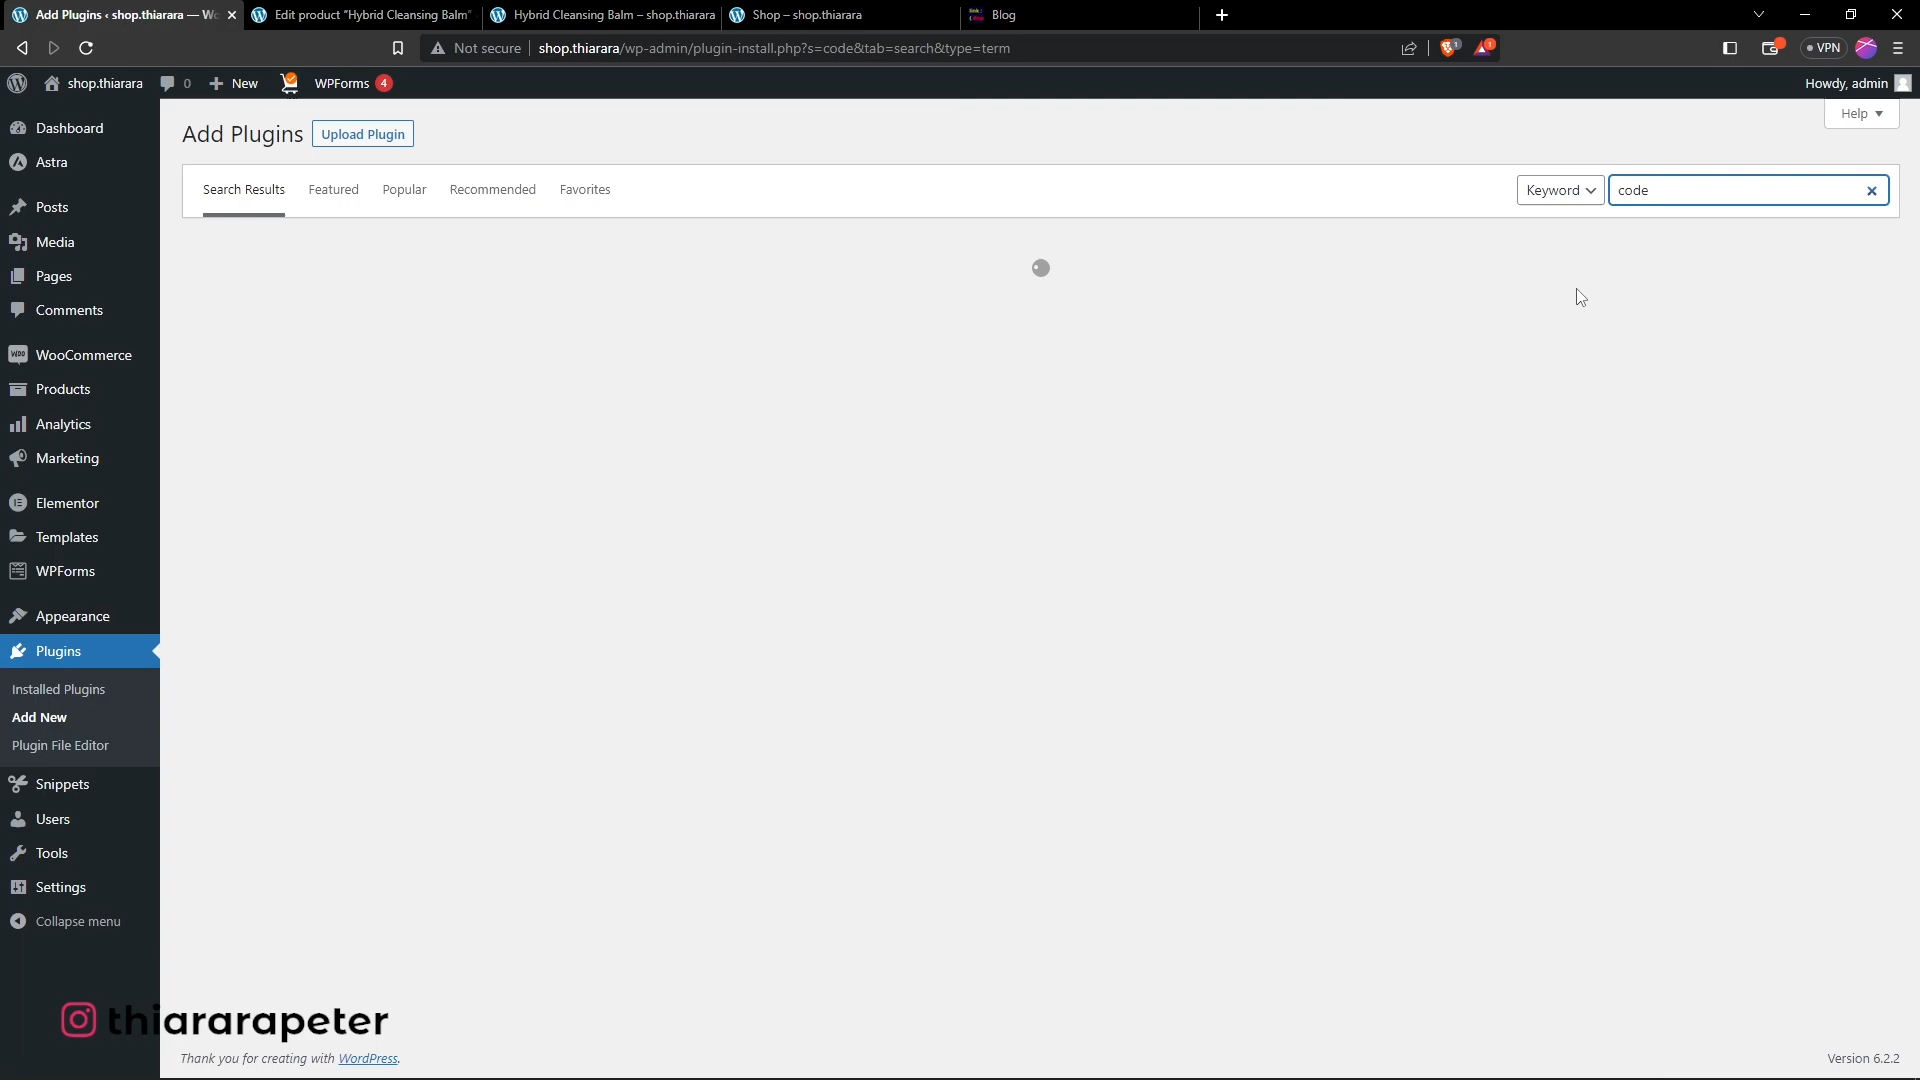 Add Plugins ‹ shop.thiarara — Wo
Edit product “Hybrid Cleansing Balm”
Hybrid Cleansing Balm – shop.thiarara
Shop – shop.thiarara
Blog
Not secure
shop.thiarara/wp-admin/plugin-install.php?s=code&tab=search&type=term
1
1
VPN
shop.thiarara
0
New
WPForms 4
Howdy, admin
Help
Dashboard
Astra
Posts
Media
Pages
Comments
WooCommerce
Products
Analytics
Marketing
Elementor
Templates
WPForms
Appearance
Plugins
Installed Plugins
Add New
Plugin File Editor
Snippets
Users
Tools
Settings
Collapse menu
Add Plugins
Upload Plugin
Search Results
Featured
Popular
Recommended
Favorites
Keyword
code
thiararapeter
Thank you for creating with WordPress.
Version 6.2.2